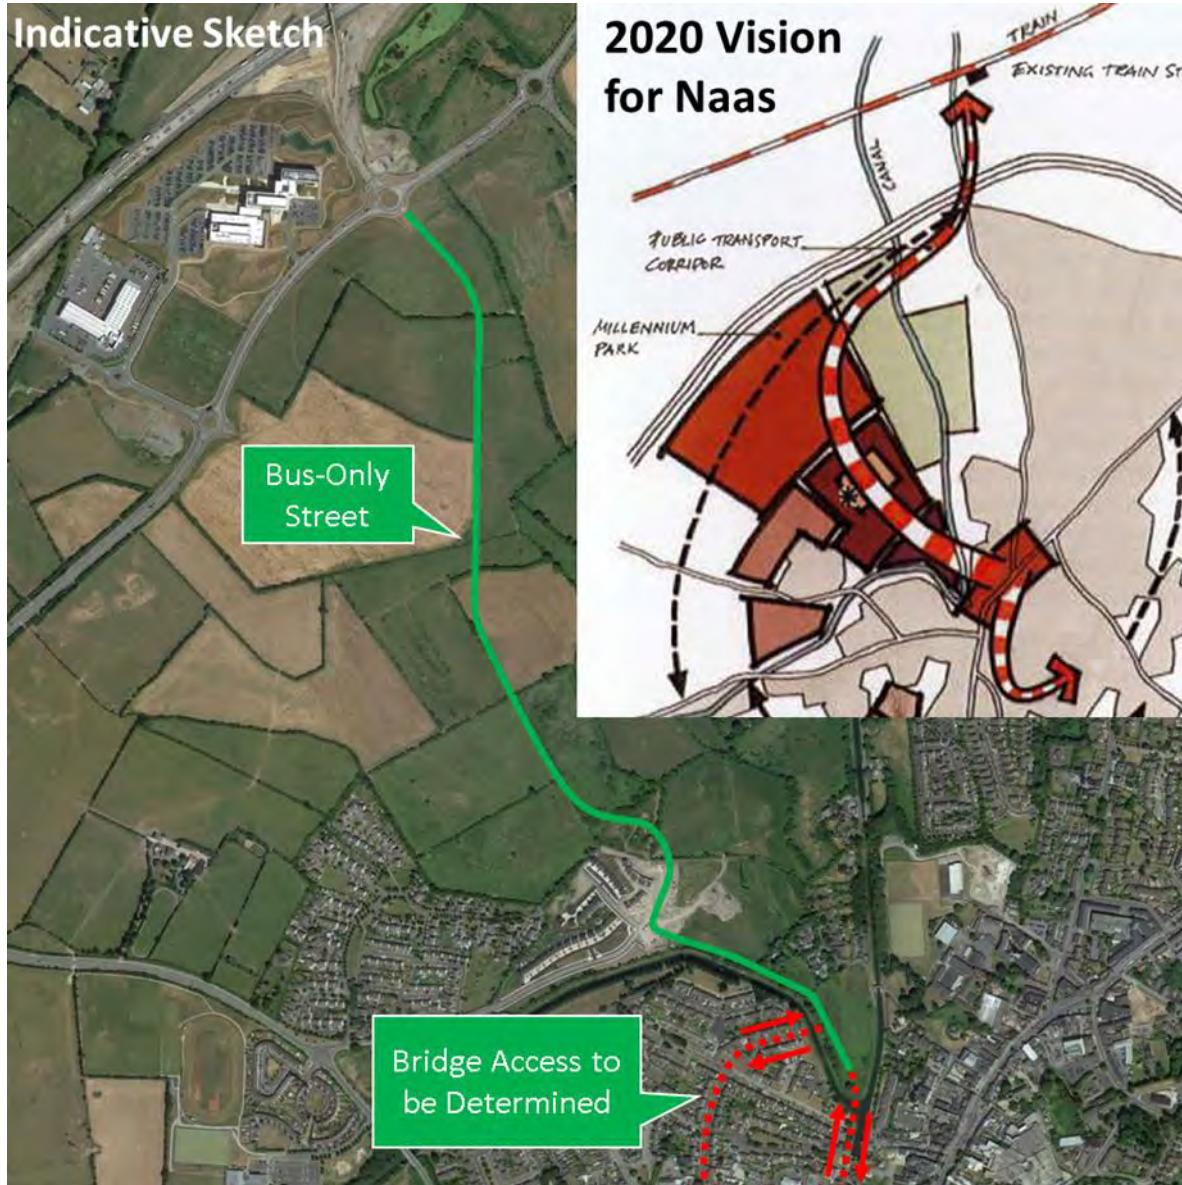 Indicative Sketch
2020 Vision
for Naas
TRAIN
EXISTING TRAIN ST
CANAL
PUBLIC TRANSPORT
CORRIDOR
MILLENNIUM
PARK
Bus-Only
Street
Bridge Access to
be Determined